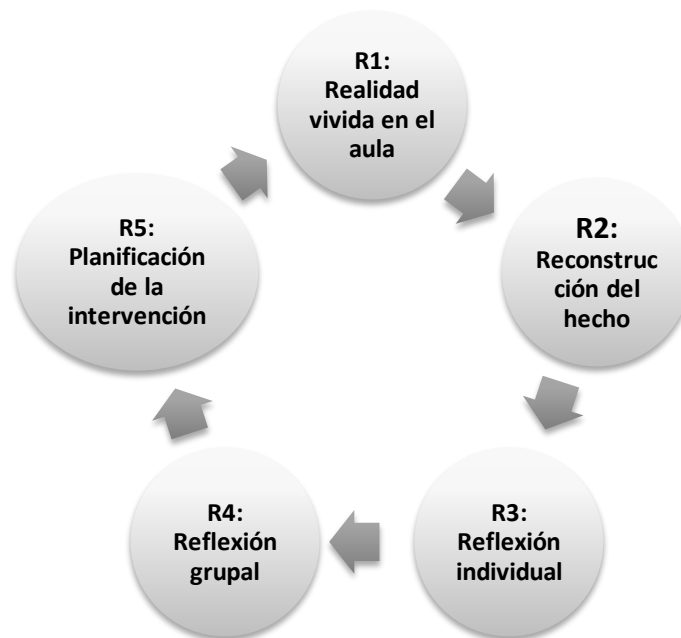 R1:
Realidad
vivida en el
aula
R2:
Reconstruc
ción del
hecho
R3:
Reflexión
individual
R4:
Reflexión
grupal
R5:
Planificación
de la
intervención